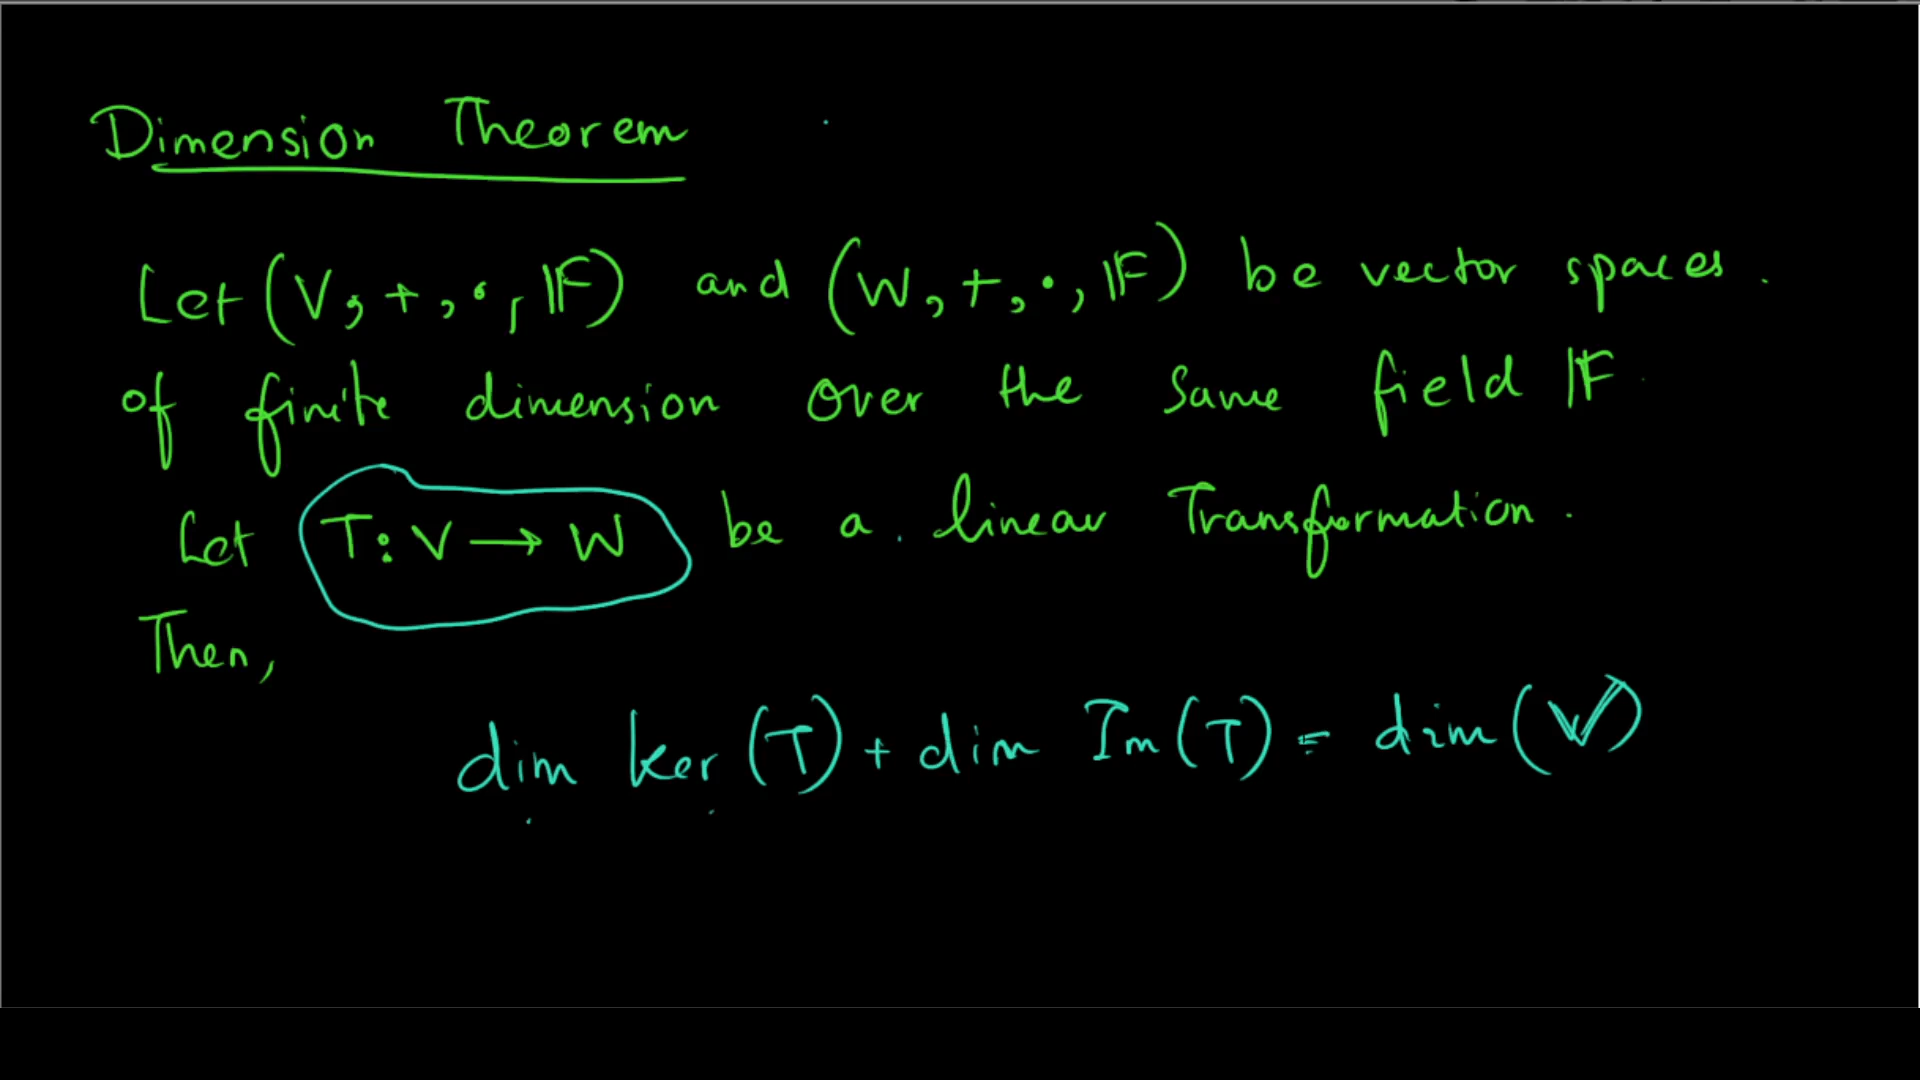 Dimension Theorem
Let (V, +, ·, 𝔽) and (W, +, ·, 𝔽) be vector spaces.
of finite dimension over the same field 𝔽
Let T: V → W be a. linear Transformation.
Then,
dim ker (T) + dim Im (T) = dim (V)